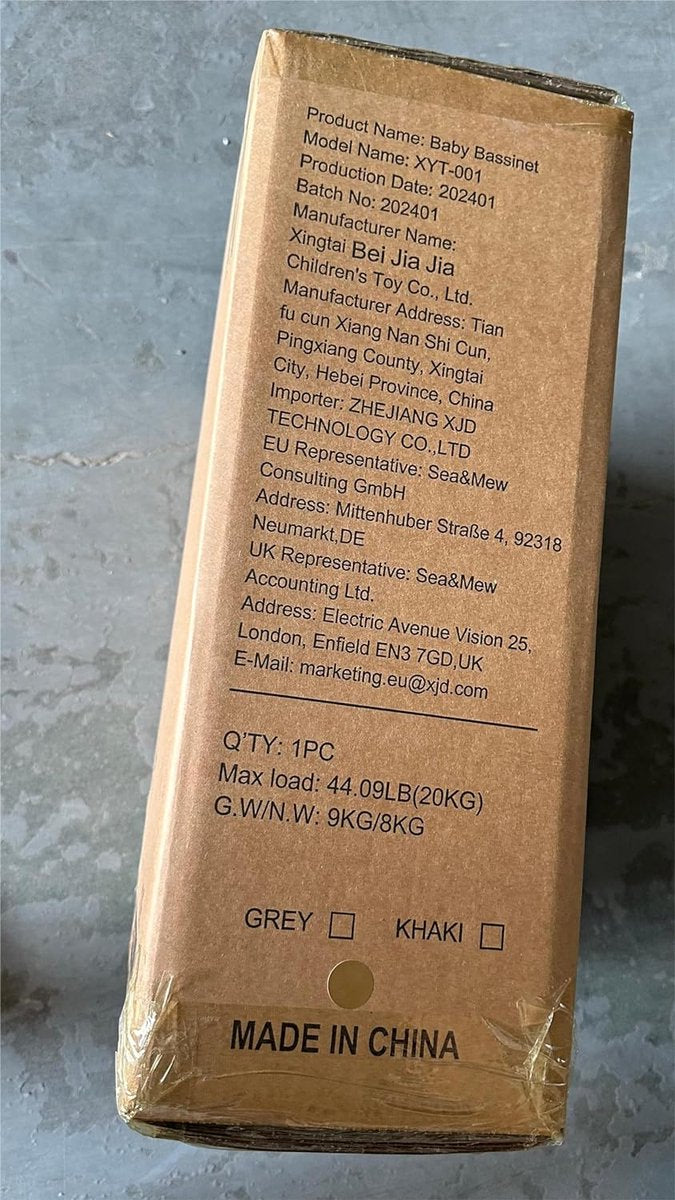 Product Name: Baby Bassinet
Model Name: XYT-001
Production Date: 202401
Batch No: 202401
Manufacturer Name:
Xingtai Bei Jia Jia
Children's Toy Co., Ltd.
Manufacturer Address: Tian
fu cun Xiang Nan Shi Cun,
Pingxiang County, Xingtai
City, Hebei Province, China
Importer: ZHEJIANG XJD
TECHNOLOGY CO.,LTD
EU Representative: Sea&Mew
Consulting GmbH
Address: Mittenhuber Straße 4, 92318
Neumarkt,DE
UK Representative: Sea&Mew
Accounting Ltd.
Address: Electric Avenue Vision 25,
London, Enfield EN3 7GD,UK
E-Mail: marketing.eu@xjd.com
Q'TY: 1PC
Max load: 44.09LB(20KG)
G.W/N.W: 9KG/8KG
GREY KHAKI
MADE IN CHINA